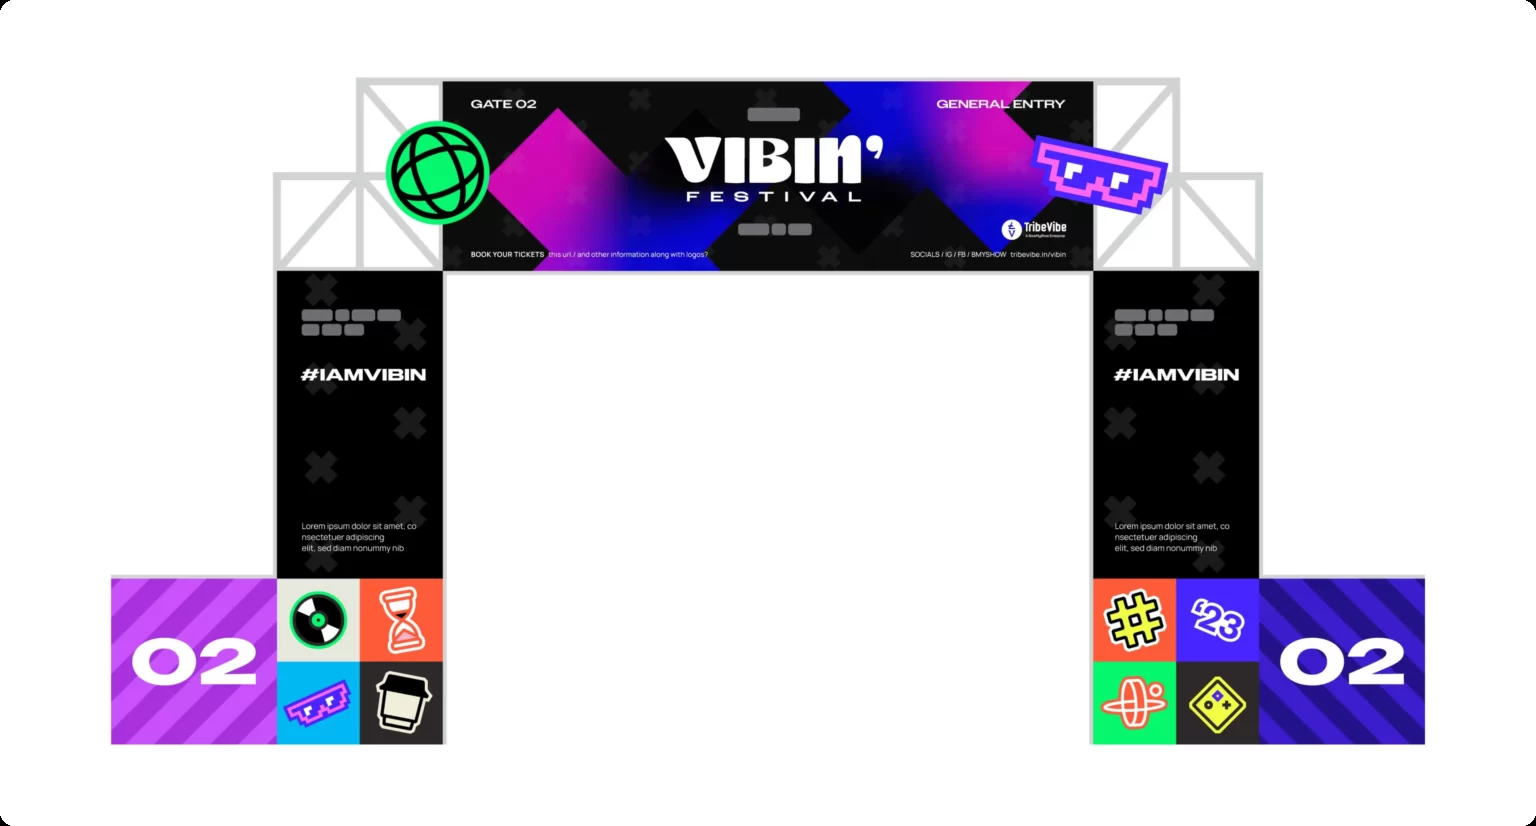 GATE 02
GENERAL ENTRY
VIBIN'
FESTIVAL
TribeVibe
BOOK YOUR TICKETS this url / and other information along with logos?
SOCIALS / IG / FB / BMYSHOW tribevibe.in/vibin
#IAMVIBIN
Lorem ipsum dolor sit amet, co
nsectetuer adipiscing
elit, sed diam nonummy nib
#IAMVIBIN
Lorem ipsum dolor sit amet, co
nsectetuer adipiscing
elit, sed diam nonummy nib
02
#
'23
02